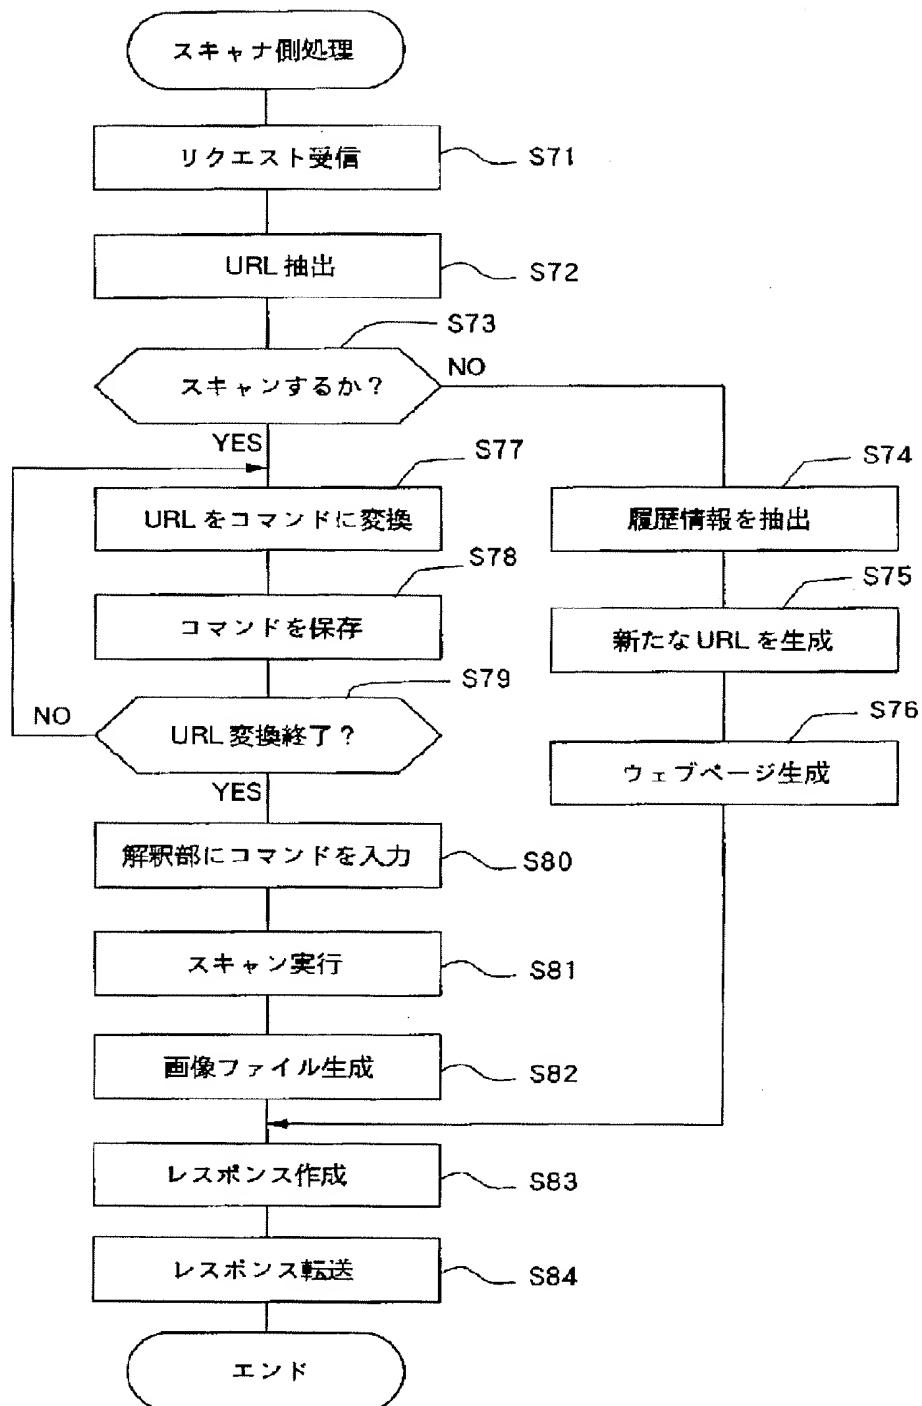 スキャナ側処理
リクエスト受信
S71
URL 抽出
S72
S73
スキャンするか？
NO
YES
S77
URLをコマンドに変換
S74
履歴情報を抽出
S78
コマンドを保存
S75
新たな URL を生成
S79
URL 変換終了？
NO
YES
S76
ウェブページ生成
解釈部にコマンドを入力
S80
スキャン実行
S81
画像ファイル生成
S82
レスポンス作成
S83
レスポンス転送
S84
エンド